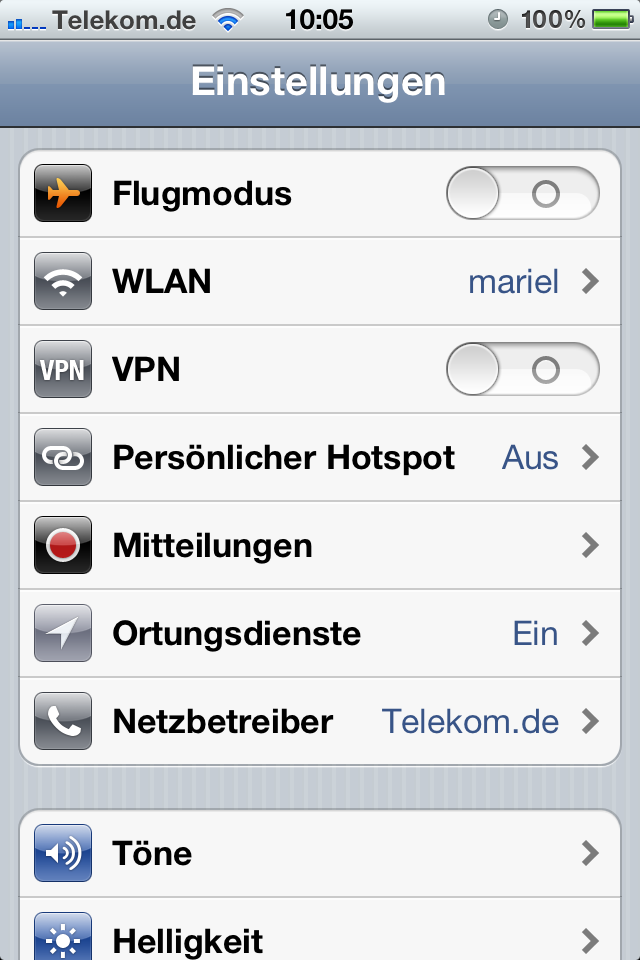 Telekom.de 10:05 100%
Einstellungen
Flugmodus
WLAN mariel
VPN VPN
Persönlicher Hotspot Aus
Mitteilungen
Ortungsdienste Ein
Netzbetreiber Telekom.de
Töne
Helligkeit